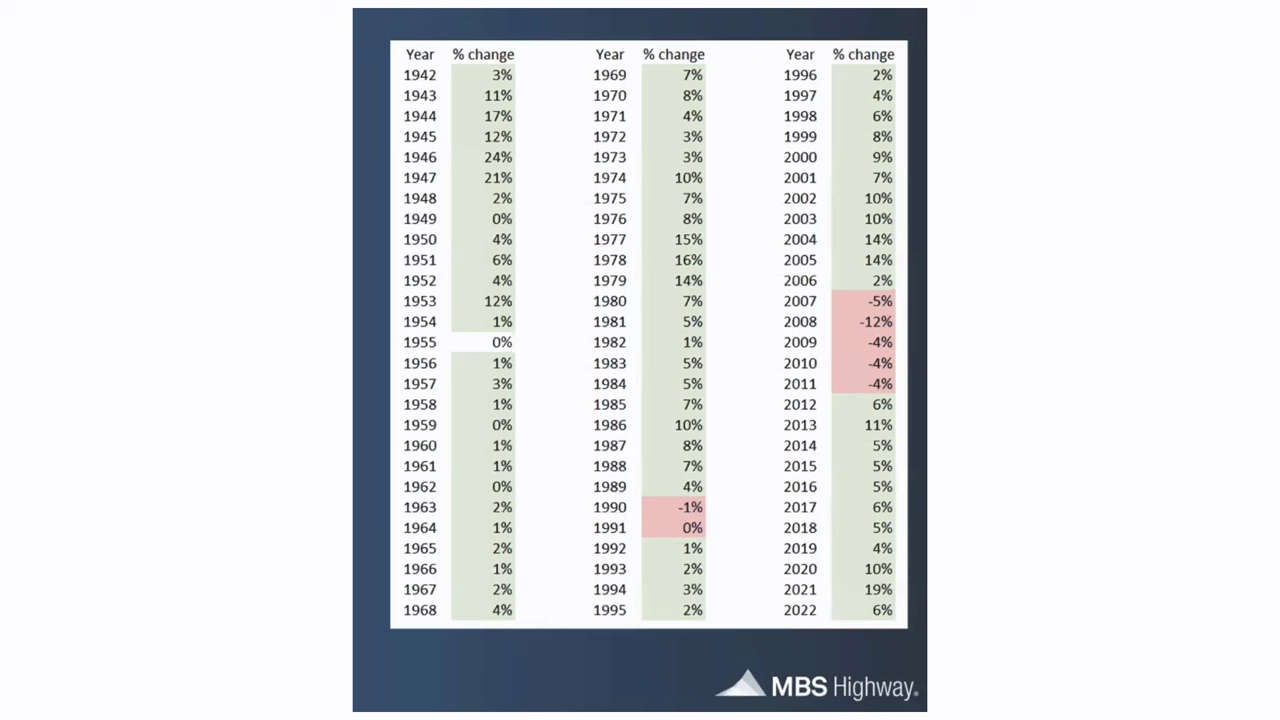 Year % change Year % change Year % change
1942 3% 1969 7% 1996 2%
1943 11% 1970 8% 1997 4%
1944 17% 1971 4% 1998 6%
1945 12% 1972 3% 1999 8%
1946 24% 1973 3% 2000 9%
1947 21% 1974 10% 2001 7%
1948 2% 1975 7% 2002 10%
1949 0% 1976 8% 2003 10%
1950 4% 1977 15% 2004 14%
1951 6% 1978 16% 2005 14%
1952 4% 1979 14% 2006 2%
1953 12% 1980 7% 2007 -5%
1954 1% 1981 5% 2008 -12%
1955 0% 1982 1% 2009 -4%
1956 1% 1983 5% 2010 -4%
1957 3% 1984 5% 2011 -4%
1958 1% 1985 7% 2012 6%
1959 0% 1986 10% 2013 11%
1960 1% 1987 8% 2014 5%
1961 1% 1988 7% 2015 5%
1962 0% 1989 4% 2016 5%
1963 2% 1990 -1% 2017 6%
1964 1% 1991 0% 2018 5%
1965 2% 1992 1% 2019 4%
1966 1% 1993 2% 2020 10%
1967 2% 1994 3% 2021 19%
1968 4% 1995 2% 2022 6%
MBS Highway®